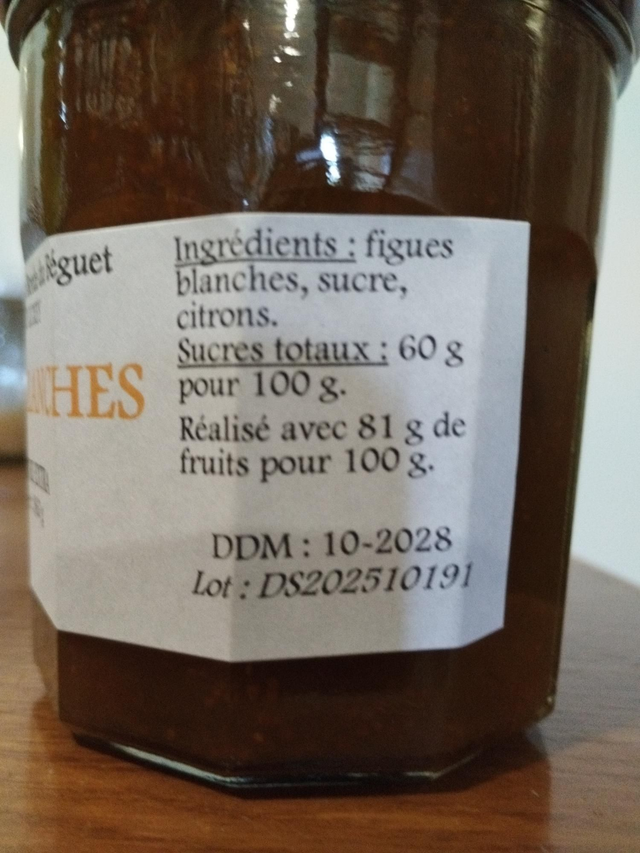 Réguet
Ingrédients : figues
blanches, sucre,
citrons.
Sucres totaux : 60 g
pour 100 g.
Réalisé avec 81 g de
fruits pour 100 g.
DDM : 10-2028
Lot : DS202510191